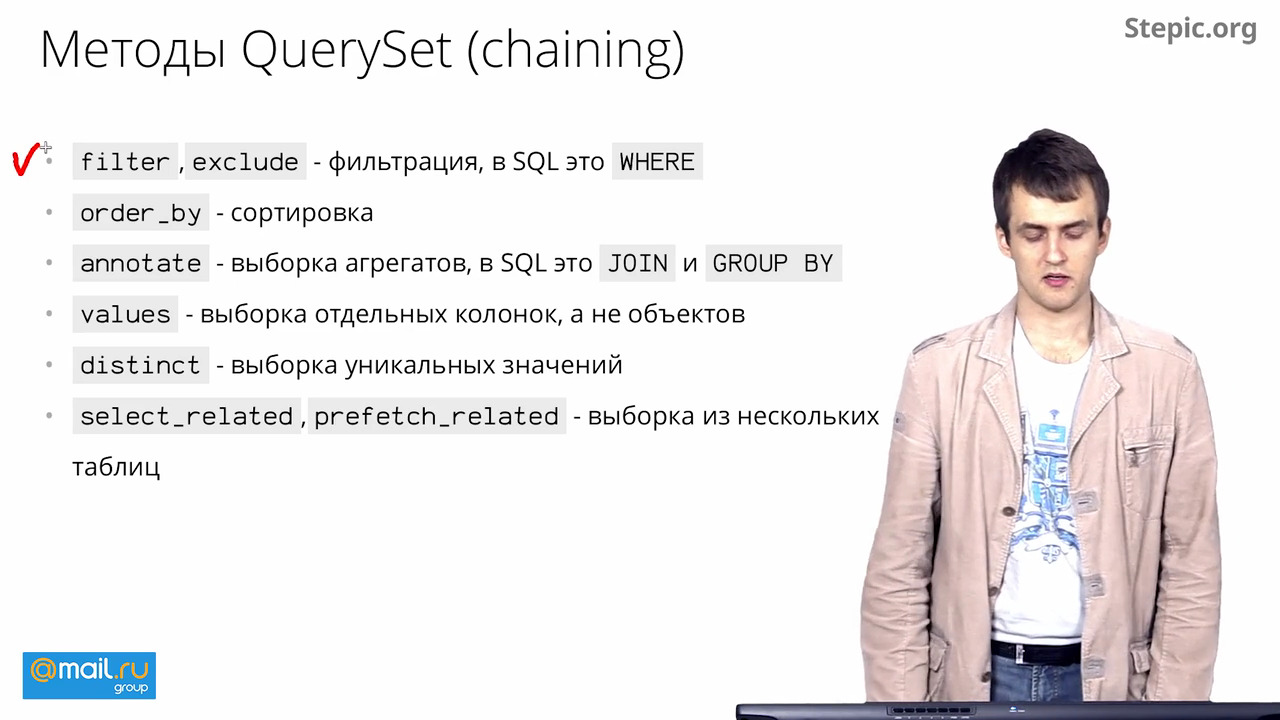 Методы QuerySet (chaining)
Stepic.org
filter, exclude - фильтрация, в SQL это WHERE
order_by - сортировка
annotate - выборка агрегатов, в SQL это JOIN и GROUP BY
values - выборка отдельных колонок, а не объектов
distinct - выборка уникальных значений
select_related, prefetch_related - выборка из нескольких
таблиц
@mail.ru
group